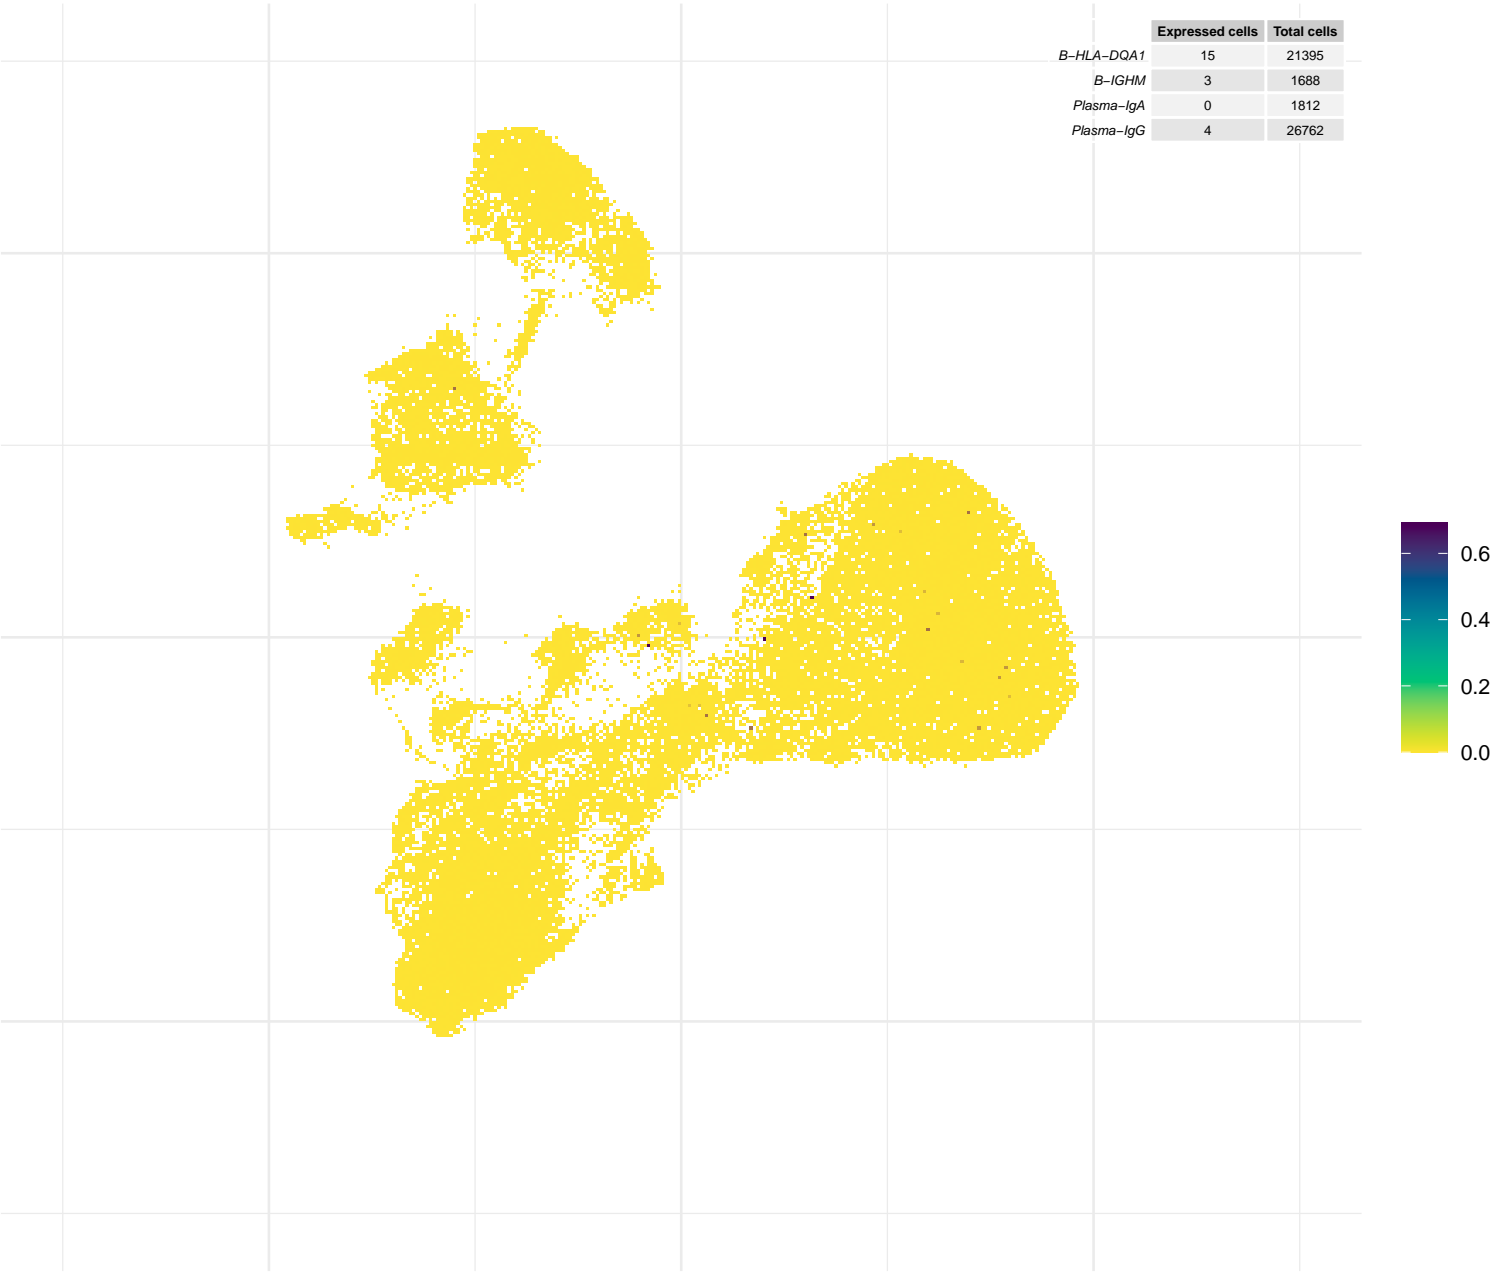 Expressed cells Total cells
B−HLA−DQA1 15 21395
B−IGHM 3 1688
Plasma−IgA 0 1812
Plasma−IgG 4 26762
0.6
0.4
0.2
0.0